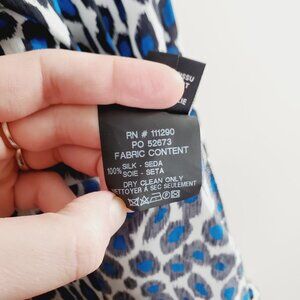 RN # 111290
PO 52673
FABRIC CONTENT
100% SILK - SEDA
SOIE - SETA
DRY CLEAN ONLY
NETTOYER A SEC SEULEMENT